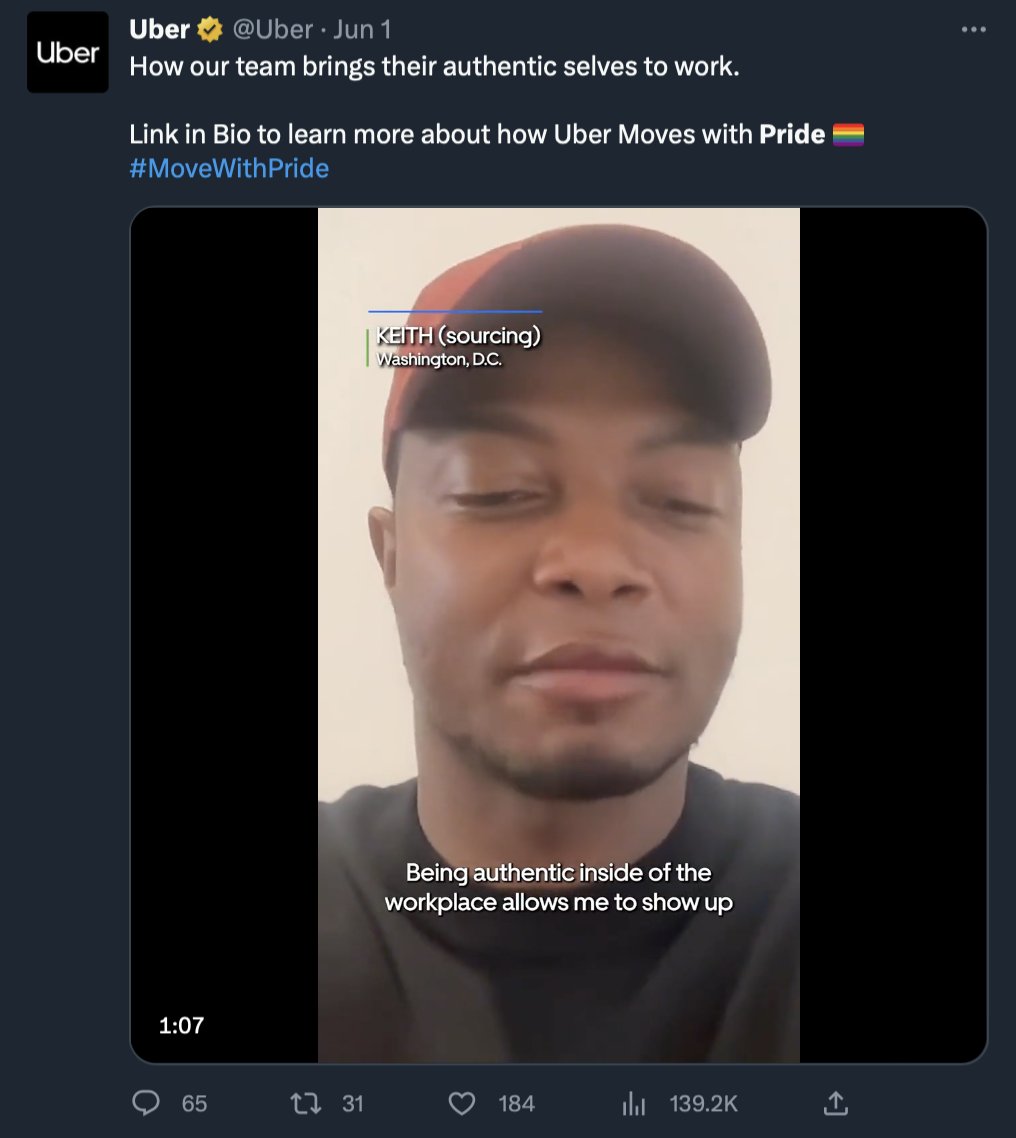 Uber
Uber @Uber · Jun 1
How our team brings their authentic selves to work.
Link in Bio to learn more about how Uber Moves with Pride 🏳️‍🌈
#MoveWithPride
KEITH (sourcing)
Washington, D.C.
Being authentic inside of the
workplace allows me to show up
1:07
65 31 184 139.2K